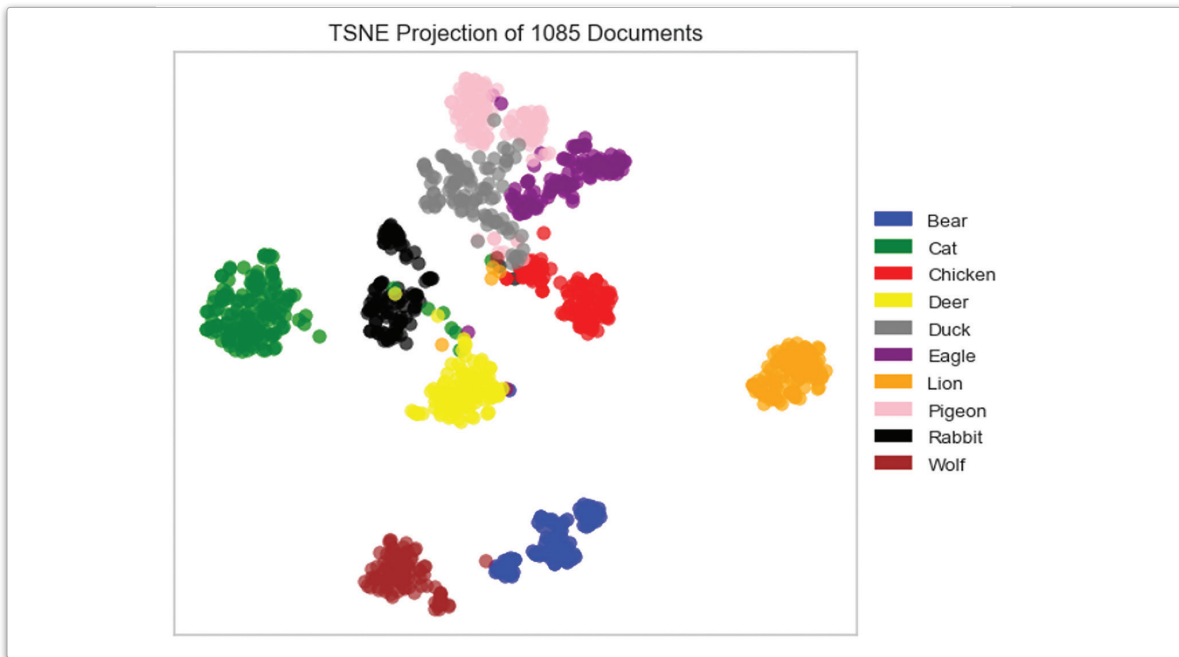 TSNE Projection of 1085 Documents
Bear
Cat
Chicken
Deer
Duck
Eagle
Lion
Pigeon
Rabbit
Wolf